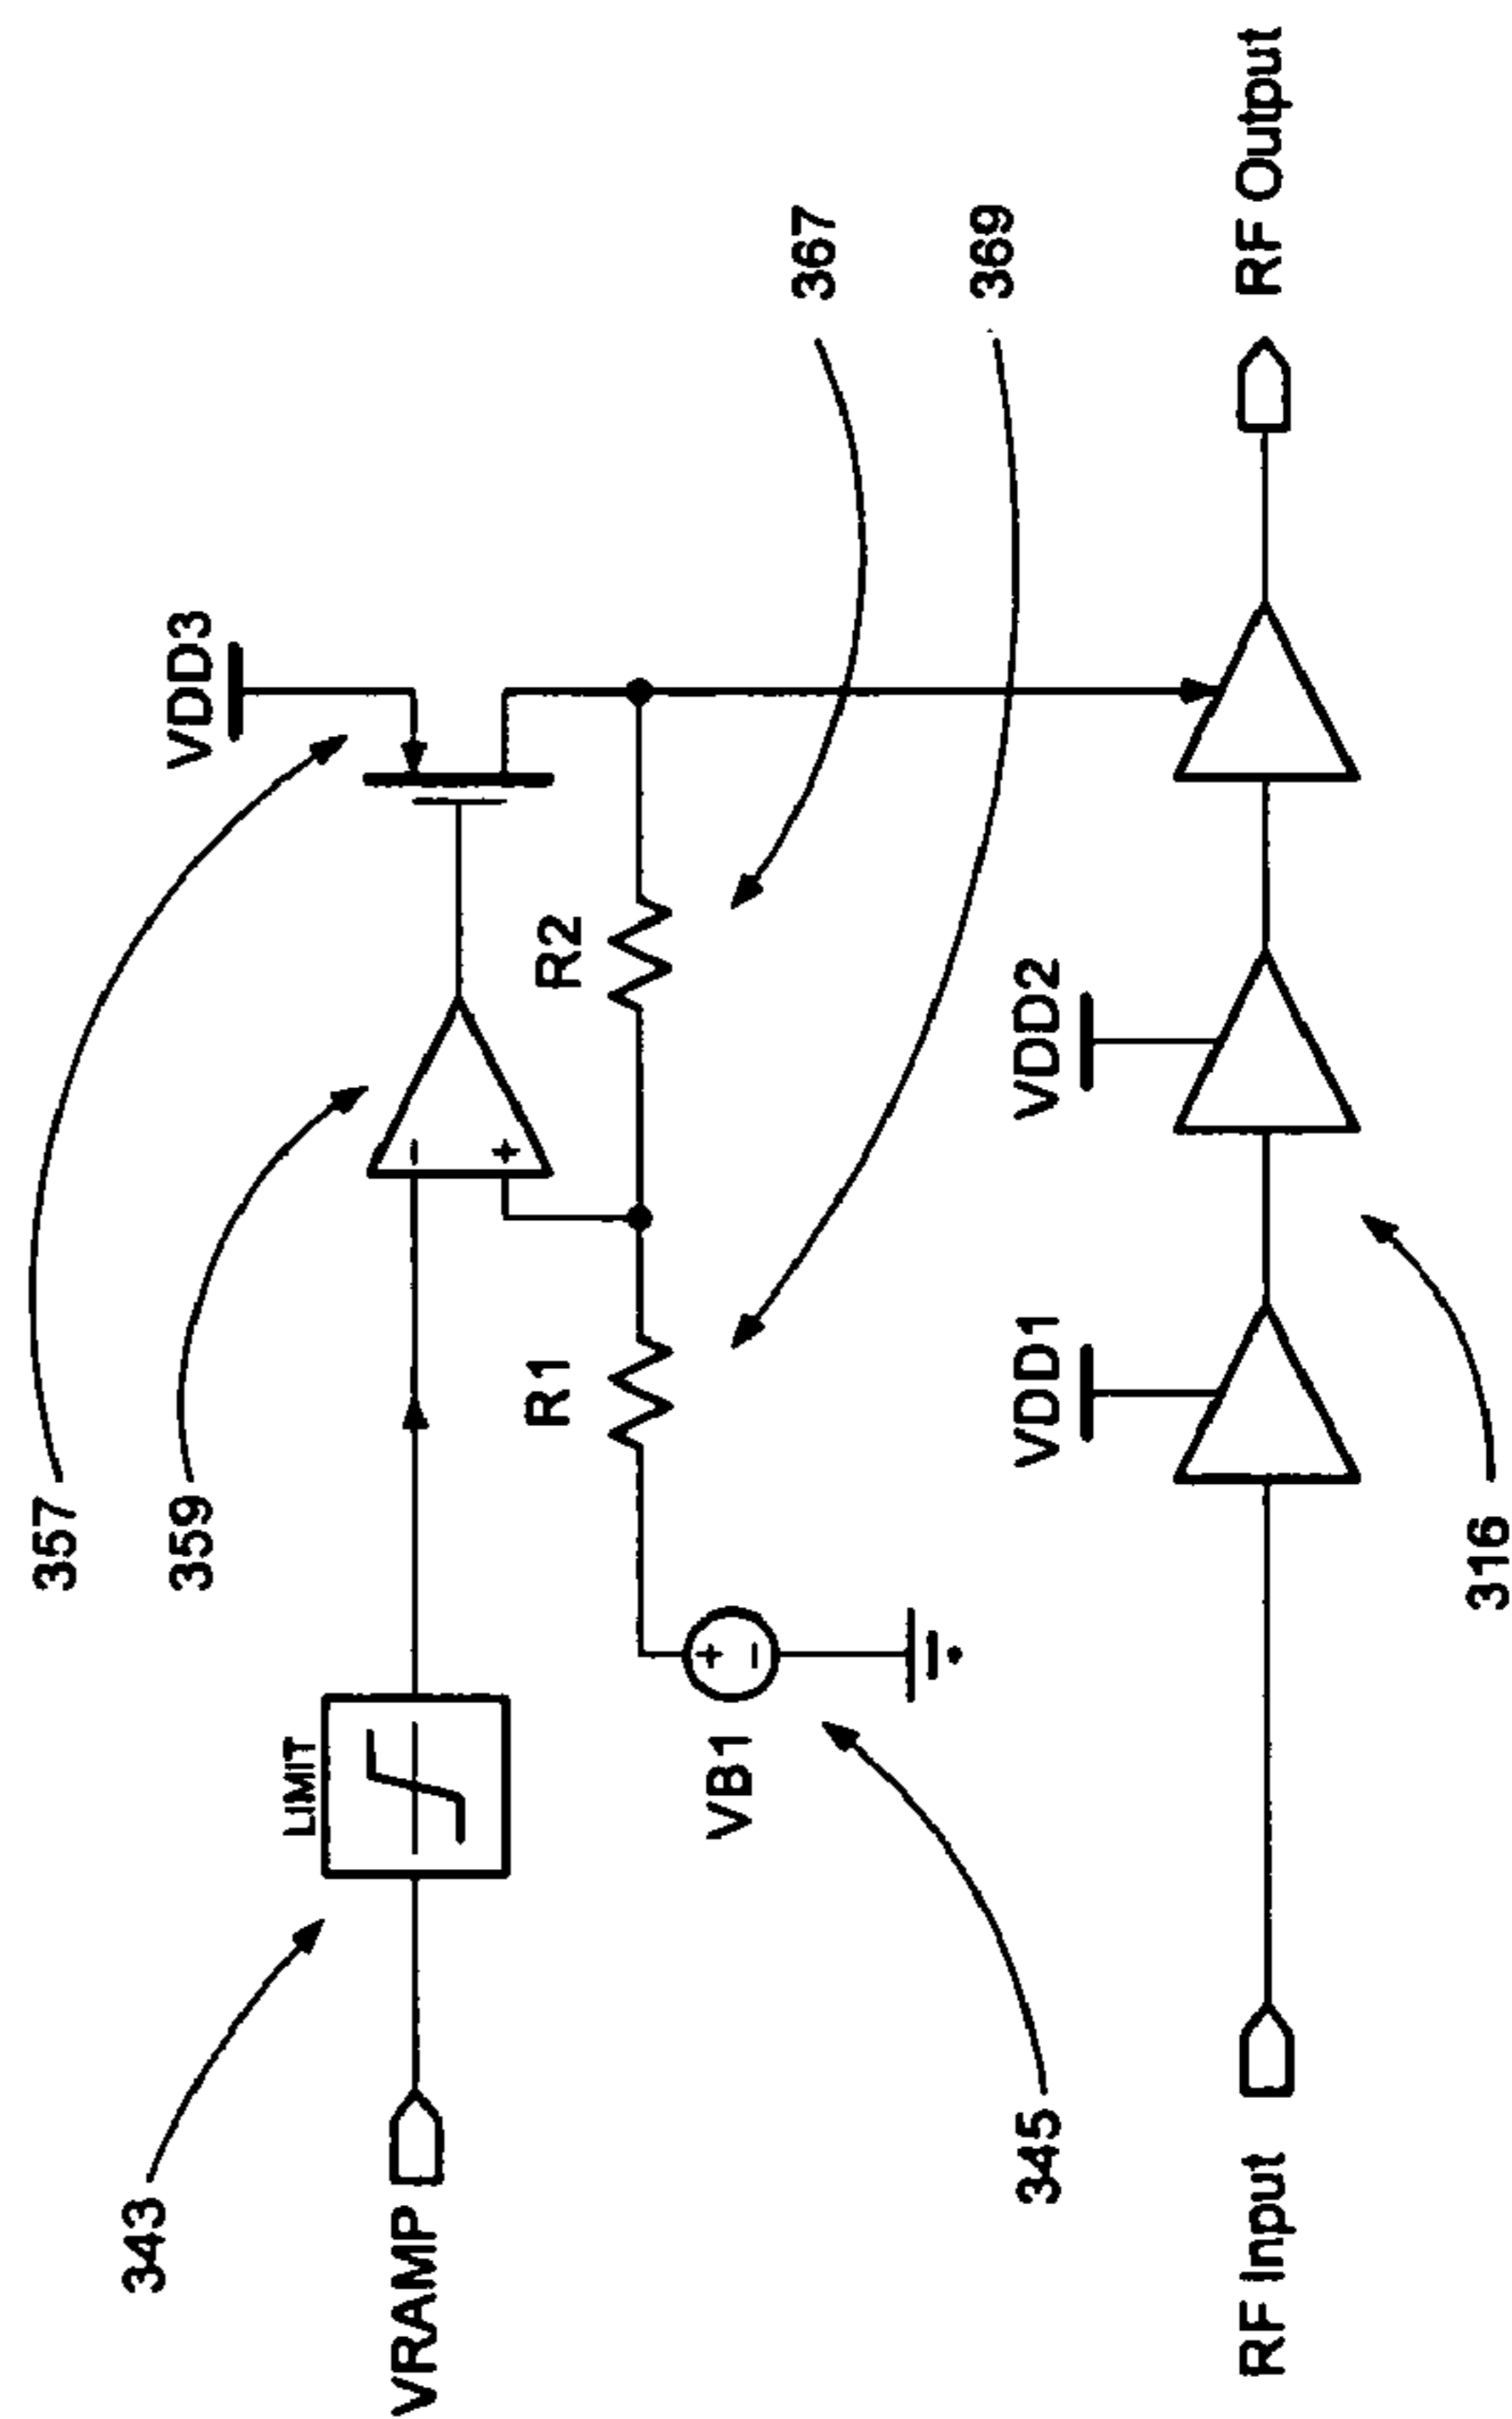 357
VDD3
359
343
LIMIT
VRAMP
-
+
R1
R2
367
VB1
+
-
369
345
VDD1
VDD2
RF Input
RF Output
316